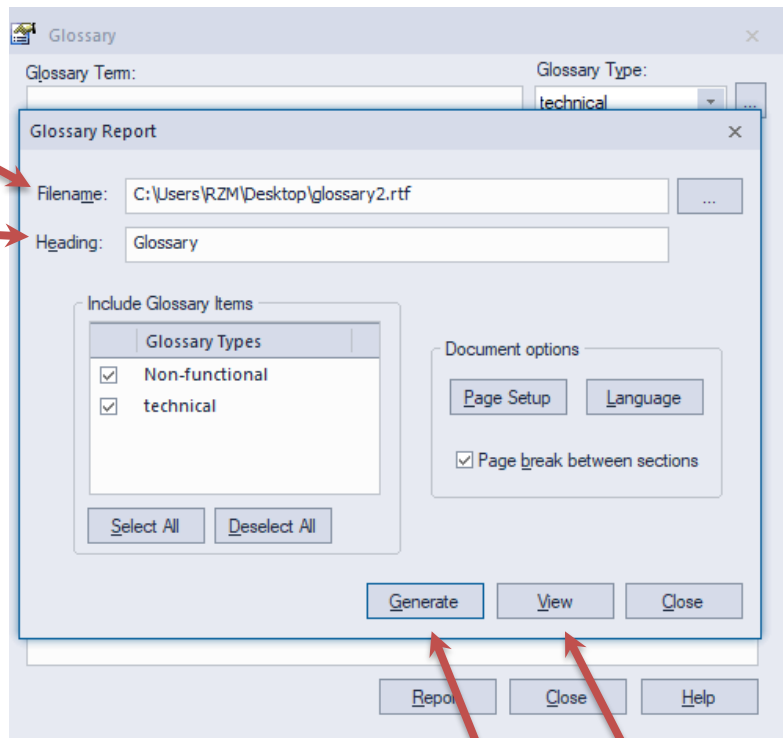 Glossary
Glossary Term:
Glossary Type:
technical
...
Glossary Report
Filename:
C:\Users\RZM\Desktop\glossary2.rtf
...
Heading:
Glossary
Include Glossary Items
Glossary Types
Non-functional
technical
Select All
Deselect All
Document options
Page Setup
Language
Page break between sections
Generate
View
Close
Report
Close
Help